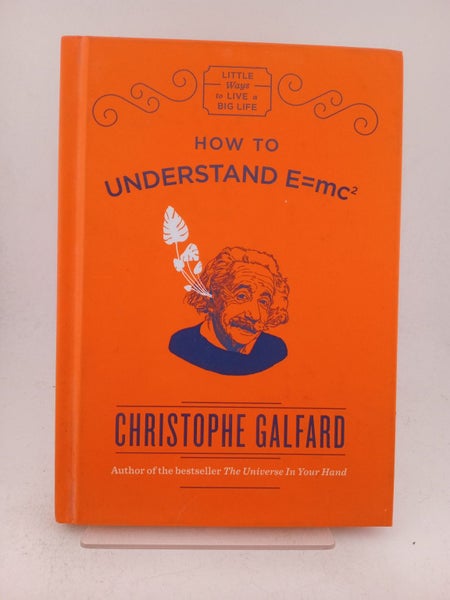 LITTLE
Ways
to LIVE a
BIG LIFE
HOW TO
UNDERSTAND E=mc²
CHRISTOPHE GALFARD
Author of the bestseller The Universe In Your Hand